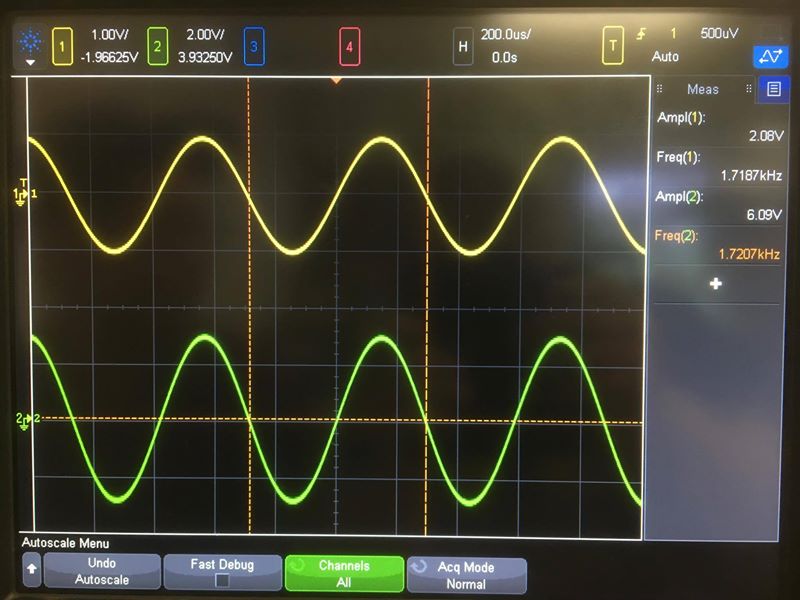 1 1.00V/ 2 2.00V/ 3 4 H 200.0us/ T 1 500uV
-1.96625V 3.93250V 0.0s Auto
Meas
Ampl(1):
2.08V
Freq(1):
1.7187kHz
Ampl(2):
6.09V
Freq(2):
1.7207kHz
T
1 1
2 2
Autoscale Menu
Undo Autoscale
Fast Debug
Channels All
Acq Mode Normal